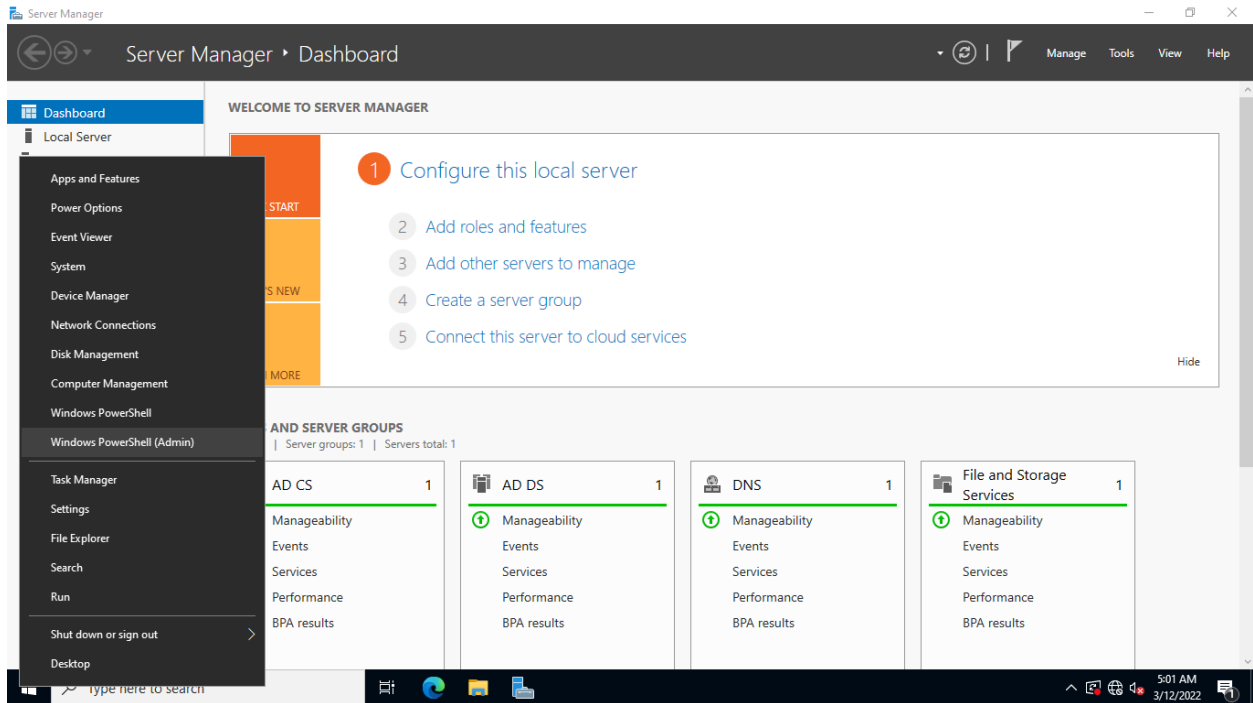 Server Manager
Server Manager ‣ Dashboard
Manage
Tools
View
Help
Dashboard
Local Server
WELCOME TO SERVER MANAGER
1
Configure this local server
2
Add roles and features
3
Add other servers to manage
4
Create a server group
5
Connect this server to cloud services
START
NEW
MORE
Hide
Apps and Features
Power Options
Event Viewer
System
Device Manager
Network Connections
Disk Management
Computer Management
Windows PowerShell
Windows PowerShell (Admin)
Task Manager
Settings
File Explorer
Search
Run
Shut down or sign out
Desktop
AND SERVER GROUPS
| Server groups: 1 | Servers total: 1
AD CS 1
Manageability
Events
Services
Performance
BPA results
AD DS 1
Manageability
Events
Services
Performance
BPA results
DNS 1
Manageability
Events
Services
Performance
BPA results
File and Storage
Services
1
Manageability
Events
Services
Performance
BPA results
Type here to search
5:01 AM
3/12/2022
1